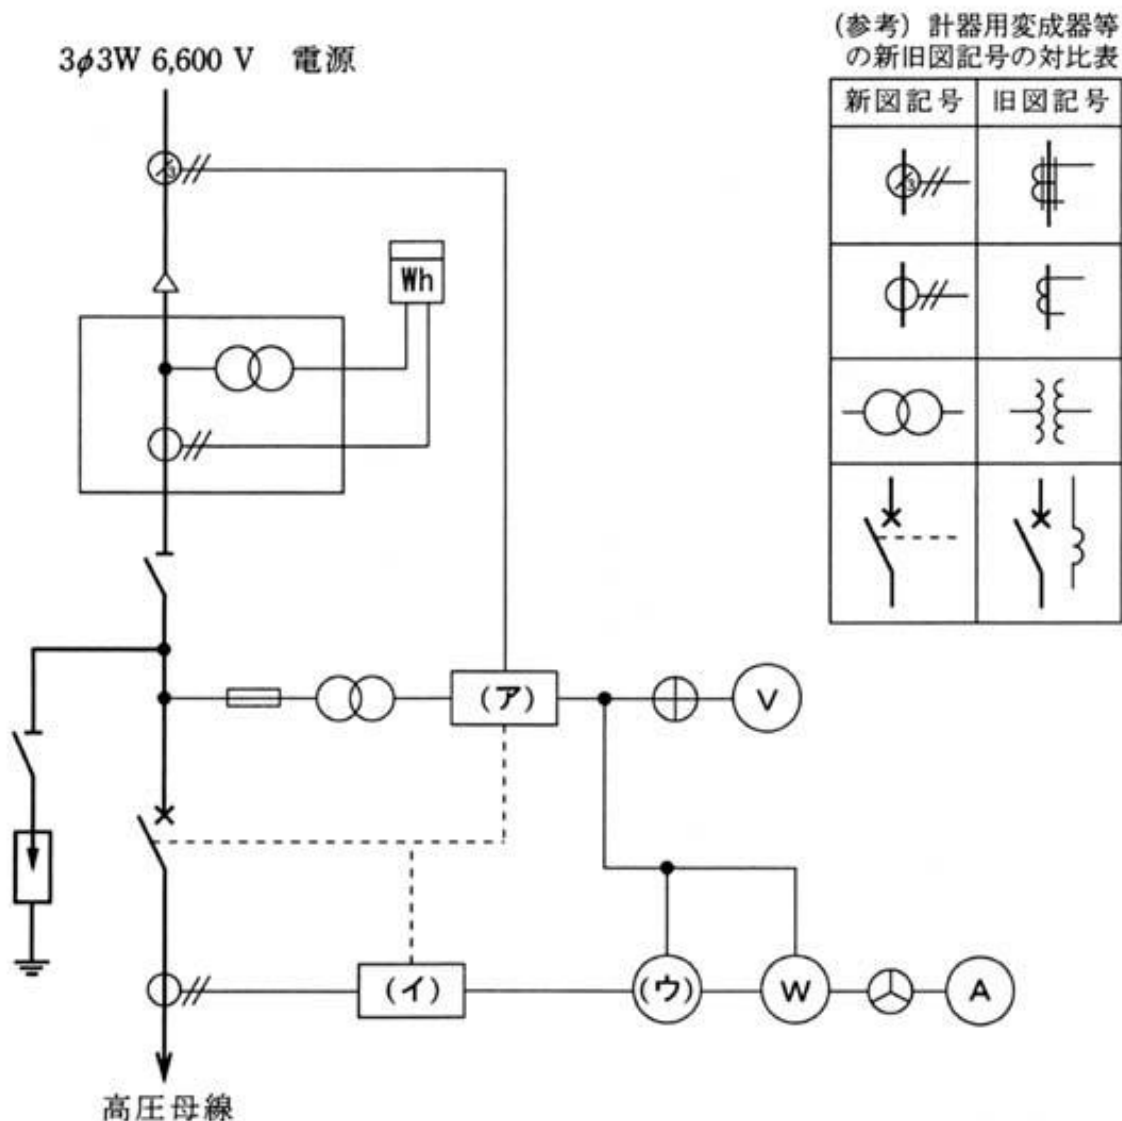 3φ3W 6,600 V 電源
(参考) 計器用変成器等
の新旧図記号の対比表
新図記号 旧図記号
3
3
Wh
(ア)
V
(イ)
(ウ)
W
A
高圧母線